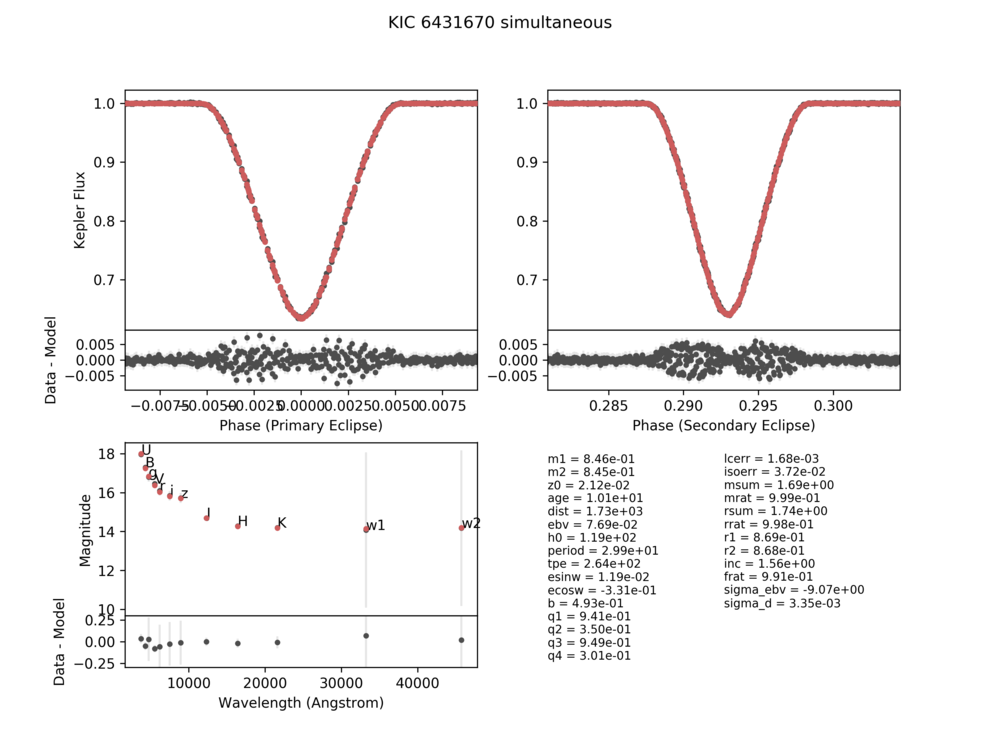 KIC 6431670 simultaneous
1.0
0.9
0.8
0.7
Kepler Flux
0.005
0.000
−0.005
Data - Model
−0.0075 −0.0050 −0.0025 0.0000 0.0025 0.0050 0.0075
Phase (Primary Eclipse)
1.0
0.9
0.8
0.7
0.005
0.000
−0.005
0.285 0.290 0.295 0.300
Phase (Secondary Eclipse)
18
16
14
12
10
Magnitude
U
B
g
V
r
i
z
J
H
K
w1
w2
0.25
0.00
−0.25
Data - Model
10000 20000 30000 40000
Wavelength (Angstrom)
m1 = 8.46e-01
m2 = 8.45e-01
z0 = 2.12e-02
age = 1.01e+01
dist = 1.73e+03
ebv = 7.69e-02
h0 = 1.19e+02
period = 2.99e+01
tpe = 2.64e+02
esinw = 1.19e-02
ecosw = -3.31e-01
b = 4.93e-01
q1 = 9.41e-01
q2 = 3.50e-01
q3 = 9.49e-01
q4 = 3.01e-01
lcerr = 1.68e-03
isoerr = 3.72e-02
msum = 1.69e+00
mrat = 9.99e-01
rsum = 1.74e+00
rrat = 9.98e-01
r1 = 8.69e-01
r2 = 8.68e-01
inc = 1.56e+00
frat = 9.91e-01
sigma_ebv = -9.07e+00
sigma_d = 3.35e-03